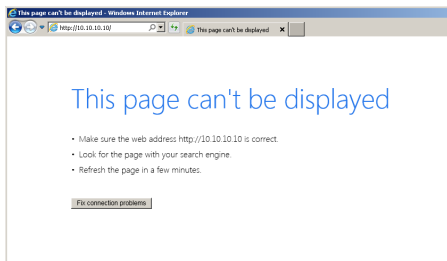 This page can't be displayed - Windows Internet Explorer
http://10.10.10.10/
This page can't be displayed
This page can't be displayed
• Make sure the web address http://10.10.10.10 is correct.
• Look for the page with your search engine.
• Refresh the page in a few minutes.
Fix connection problems